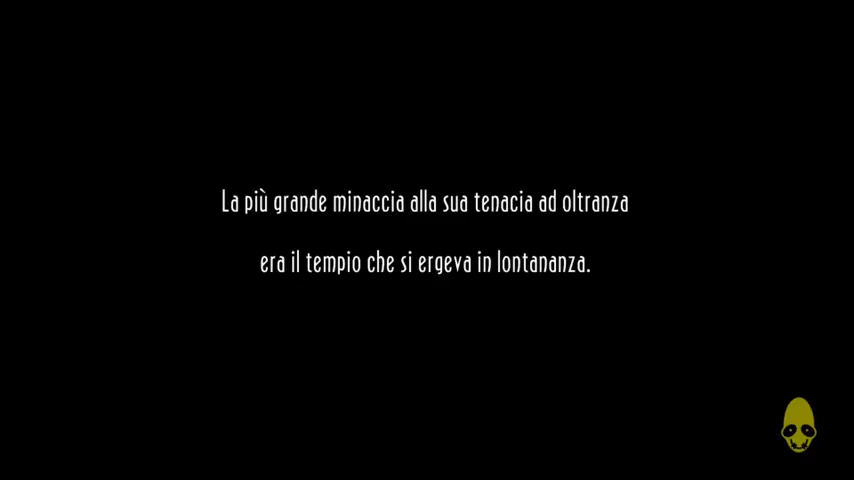 La più grande minaccia alla sua tenacia ad oltranza
era il tempio che si ergeva in lontananza.